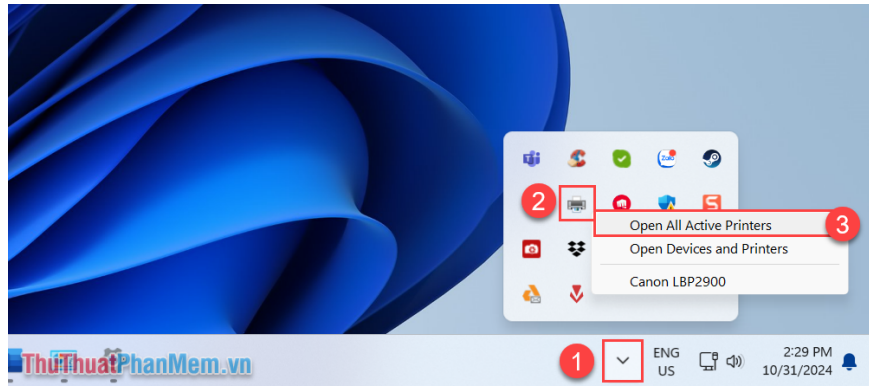 Zalo
2
Open All Active Printers
3
Open Devices and Printers
Canon LBP2900
ThuThuatPhanMem.vn
1
ENG
US
2:29 PM
10/31/2024